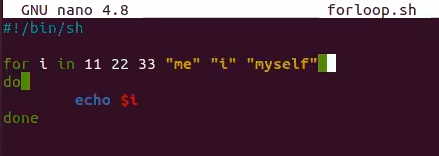 GNU nano 4.8 forloop.sh
#!/bin/sh
for i in 11 22 33 "me" "i" "myself"
do
echo $i
done